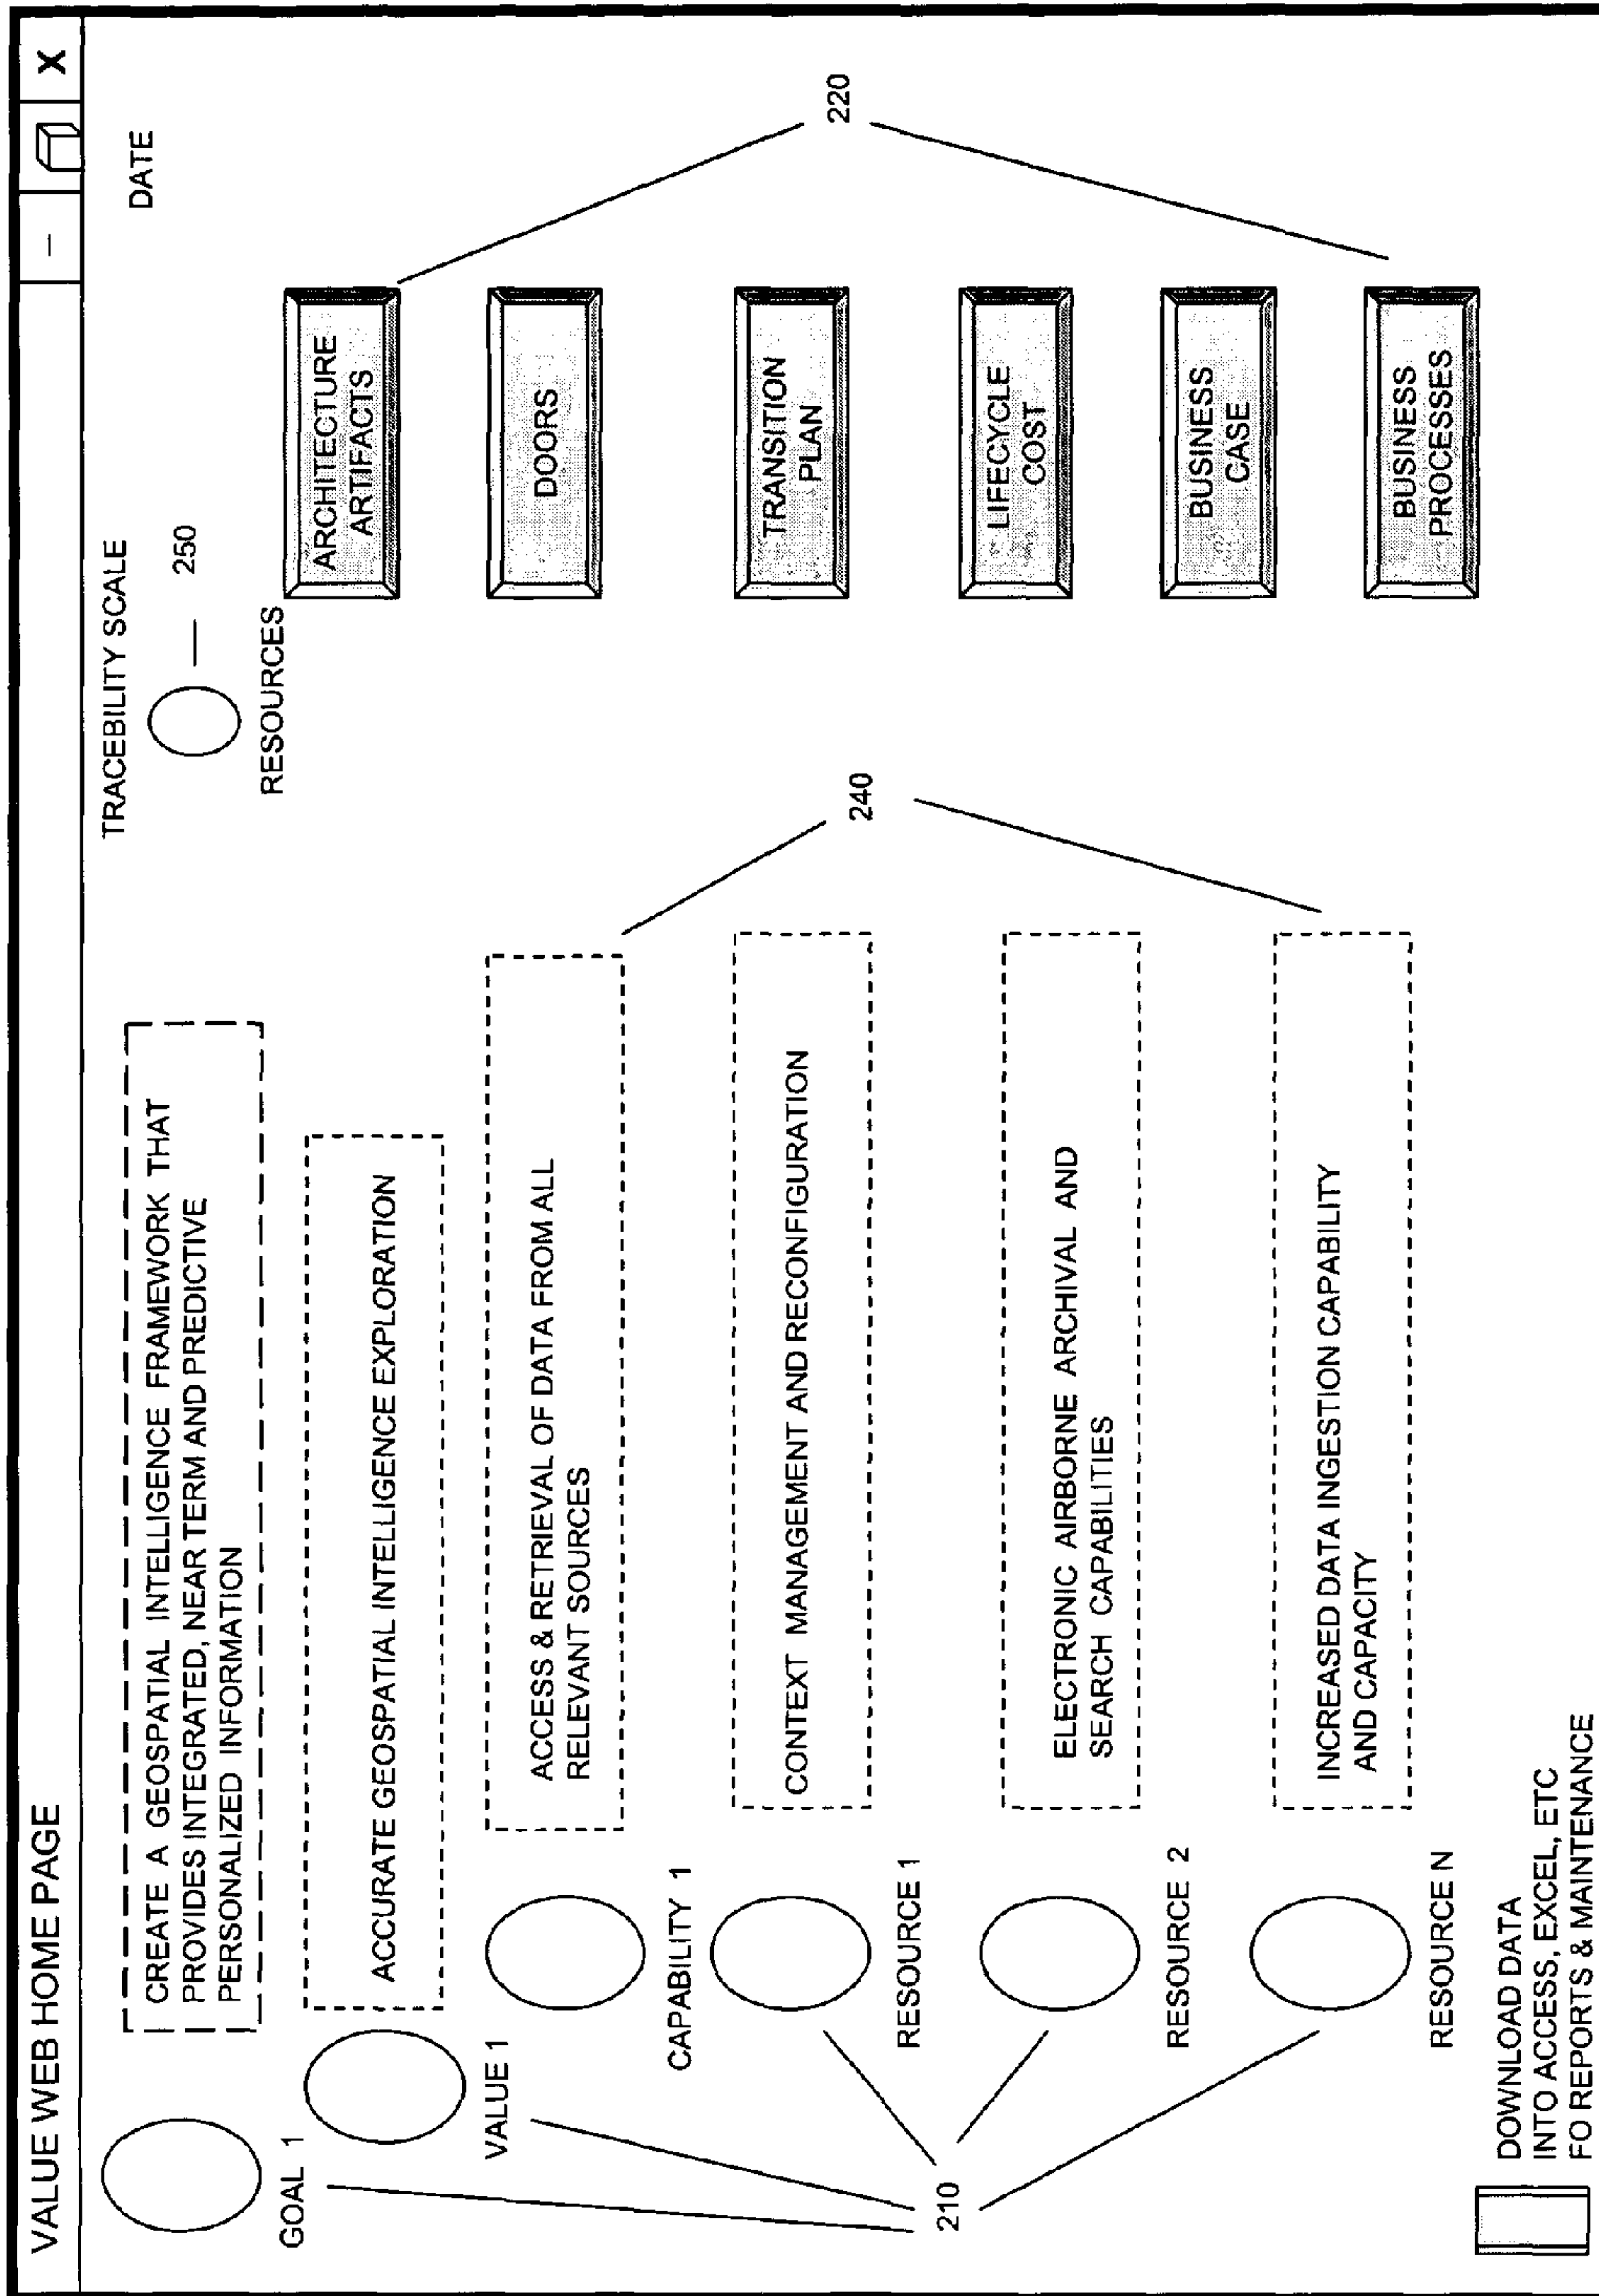 VALUE WEB HOME PAGE
– X
TRACEBILITY SCALE
DATE
250
RESOURCES
GOAL 1
CREATE A GEOSPATIAL INTELLIGENCE FRAMEWORK THAT
PROVIDES INTEGRATED, NEAR TERM AND PREDICTIVE
PERSONALIZED INFORMATION
VALUE 1
ACCURATE GEOSPATIAL INTELLIGENCE EXPLORATION
CAPABILITY 1
ACCESS & RETRIEVAL OF DATA FROM ALL
RELEVANT SOURCES
RESOURCE 1
CONTEXT MANAGEMENT AND RECONFIGURATION
RESOURCE 2
ELECTRONIC AIRBORNE ARCHIVAL AND
SEARCH CAPABILITIES
RESOURCE N
INCREASED DATA INGESTION CAPABILITY
AND CAPACITY
210
240
220
ARCHITECTURE
ARTIFACTS
DOORS
TRANSITION
PLAN
LIFECYCLE
COST
BUSINESS
CASE
BUSINESS
PROCESSES
DOWNLOAD DATA
INTO ACCESS, EXCEL, ETC
FO REPORTS & MAINTENANCE